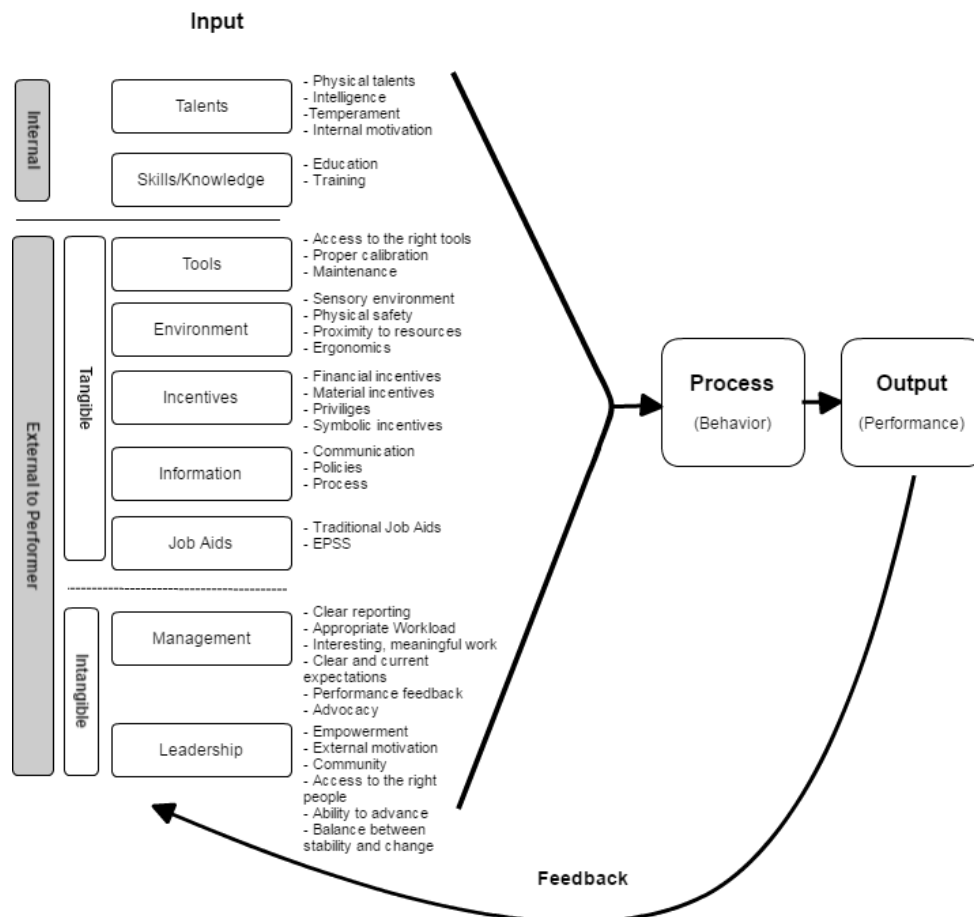 Input
Internal
Talents
- Physical talents
- Intelligence
-Temperament
- Internal motivation
Skills/Knowledge
- Education
- Training
External to Performer
Tangible
Tools
- Access to the right tools
- Proper calibration
- Maintenance
Environment
- Sensory environment
- Physical safety
- Proximity to resources
- Ergonomics
Incentives
- Financial incentives
- Material incentives
- Priviliges
- Symbolic incentives
Information
- Communication
- Policies
- Process
Job Aids
- Traditional Job Aids
- EPSS
Intangible
Management
- Clear reporting
- Appropriate Workload
- Interesting, meaningful work
- Clear and current
expectations
- Performance feedback
- Advocacy
Leadership
- Empowerment
- External motivation
- Community
- Access to the right
people
- Ability to advance
- Balance between
stability and change
Process
(Behavior)
Output
(Performance)
Feedback